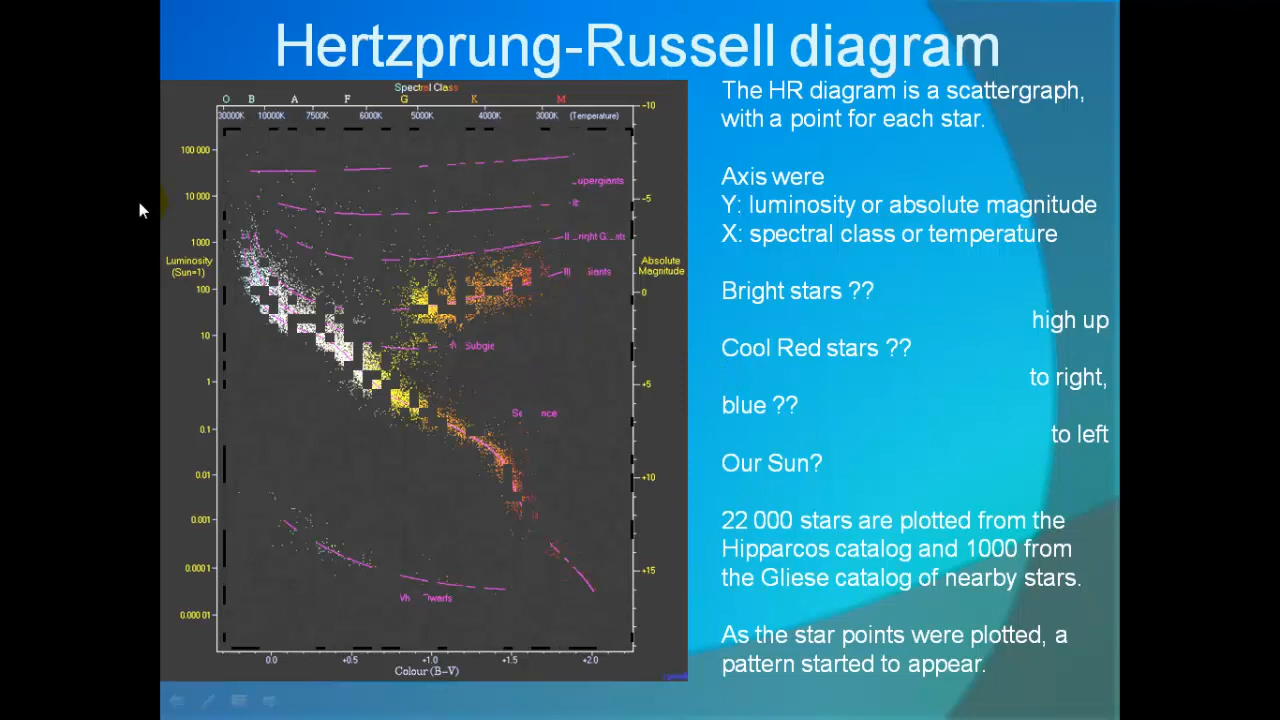 Hertzprung-Russell diagram
Spectral Class
O B A F G K M
30000K 10000K 7500K 6000K 5000K 4000K 3000K (Temperature)
-10
100 000
10 000
-5
1000
Luminosity
(Sun=1)
Absolute
Magnitude
100
0
10
1
+5
0.1
0.01
+10
0.001
0.0001
+15
0.000 01
0.0 +0.5 +1.0 +1.5 +2.0
Colour (B-V)
The HR diagram is a scattergraph,
with a point for each star.
Axis were
Y: luminosity or absolute magnitude
X: spectral class or temperature
Bright stars ??
high up
Cool Red stars ??
to right,
blue ??
to left
Our Sun?
22 000 stars are plotted from the
Hipparcos catalog and 1000 from
the Gliese catalog of nearby stars.
As the star points were plotted, a
pattern started to appear.